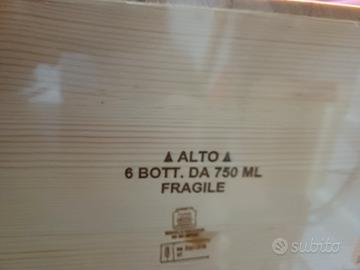 ▲ ALTO ▲
6 BOTT. DA 750 ML
FRAGILE
subito